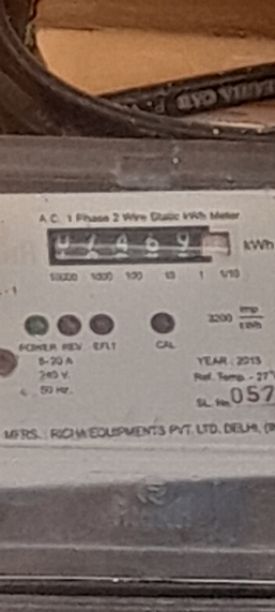 A C. 1 Phase 2 Wire Static kWh Meter
kWh
10000 1000 100 10 1 1/10
3200 imp/kWh
POWER REV EFLT CAL
5-20 A
240 V.
50 Hz.
YEAR : 2013
Ref. Temp. - 27°
SL. No. 057
MFRS. : RICHA EQUIPMENTS PVT. LTD. DELHI.